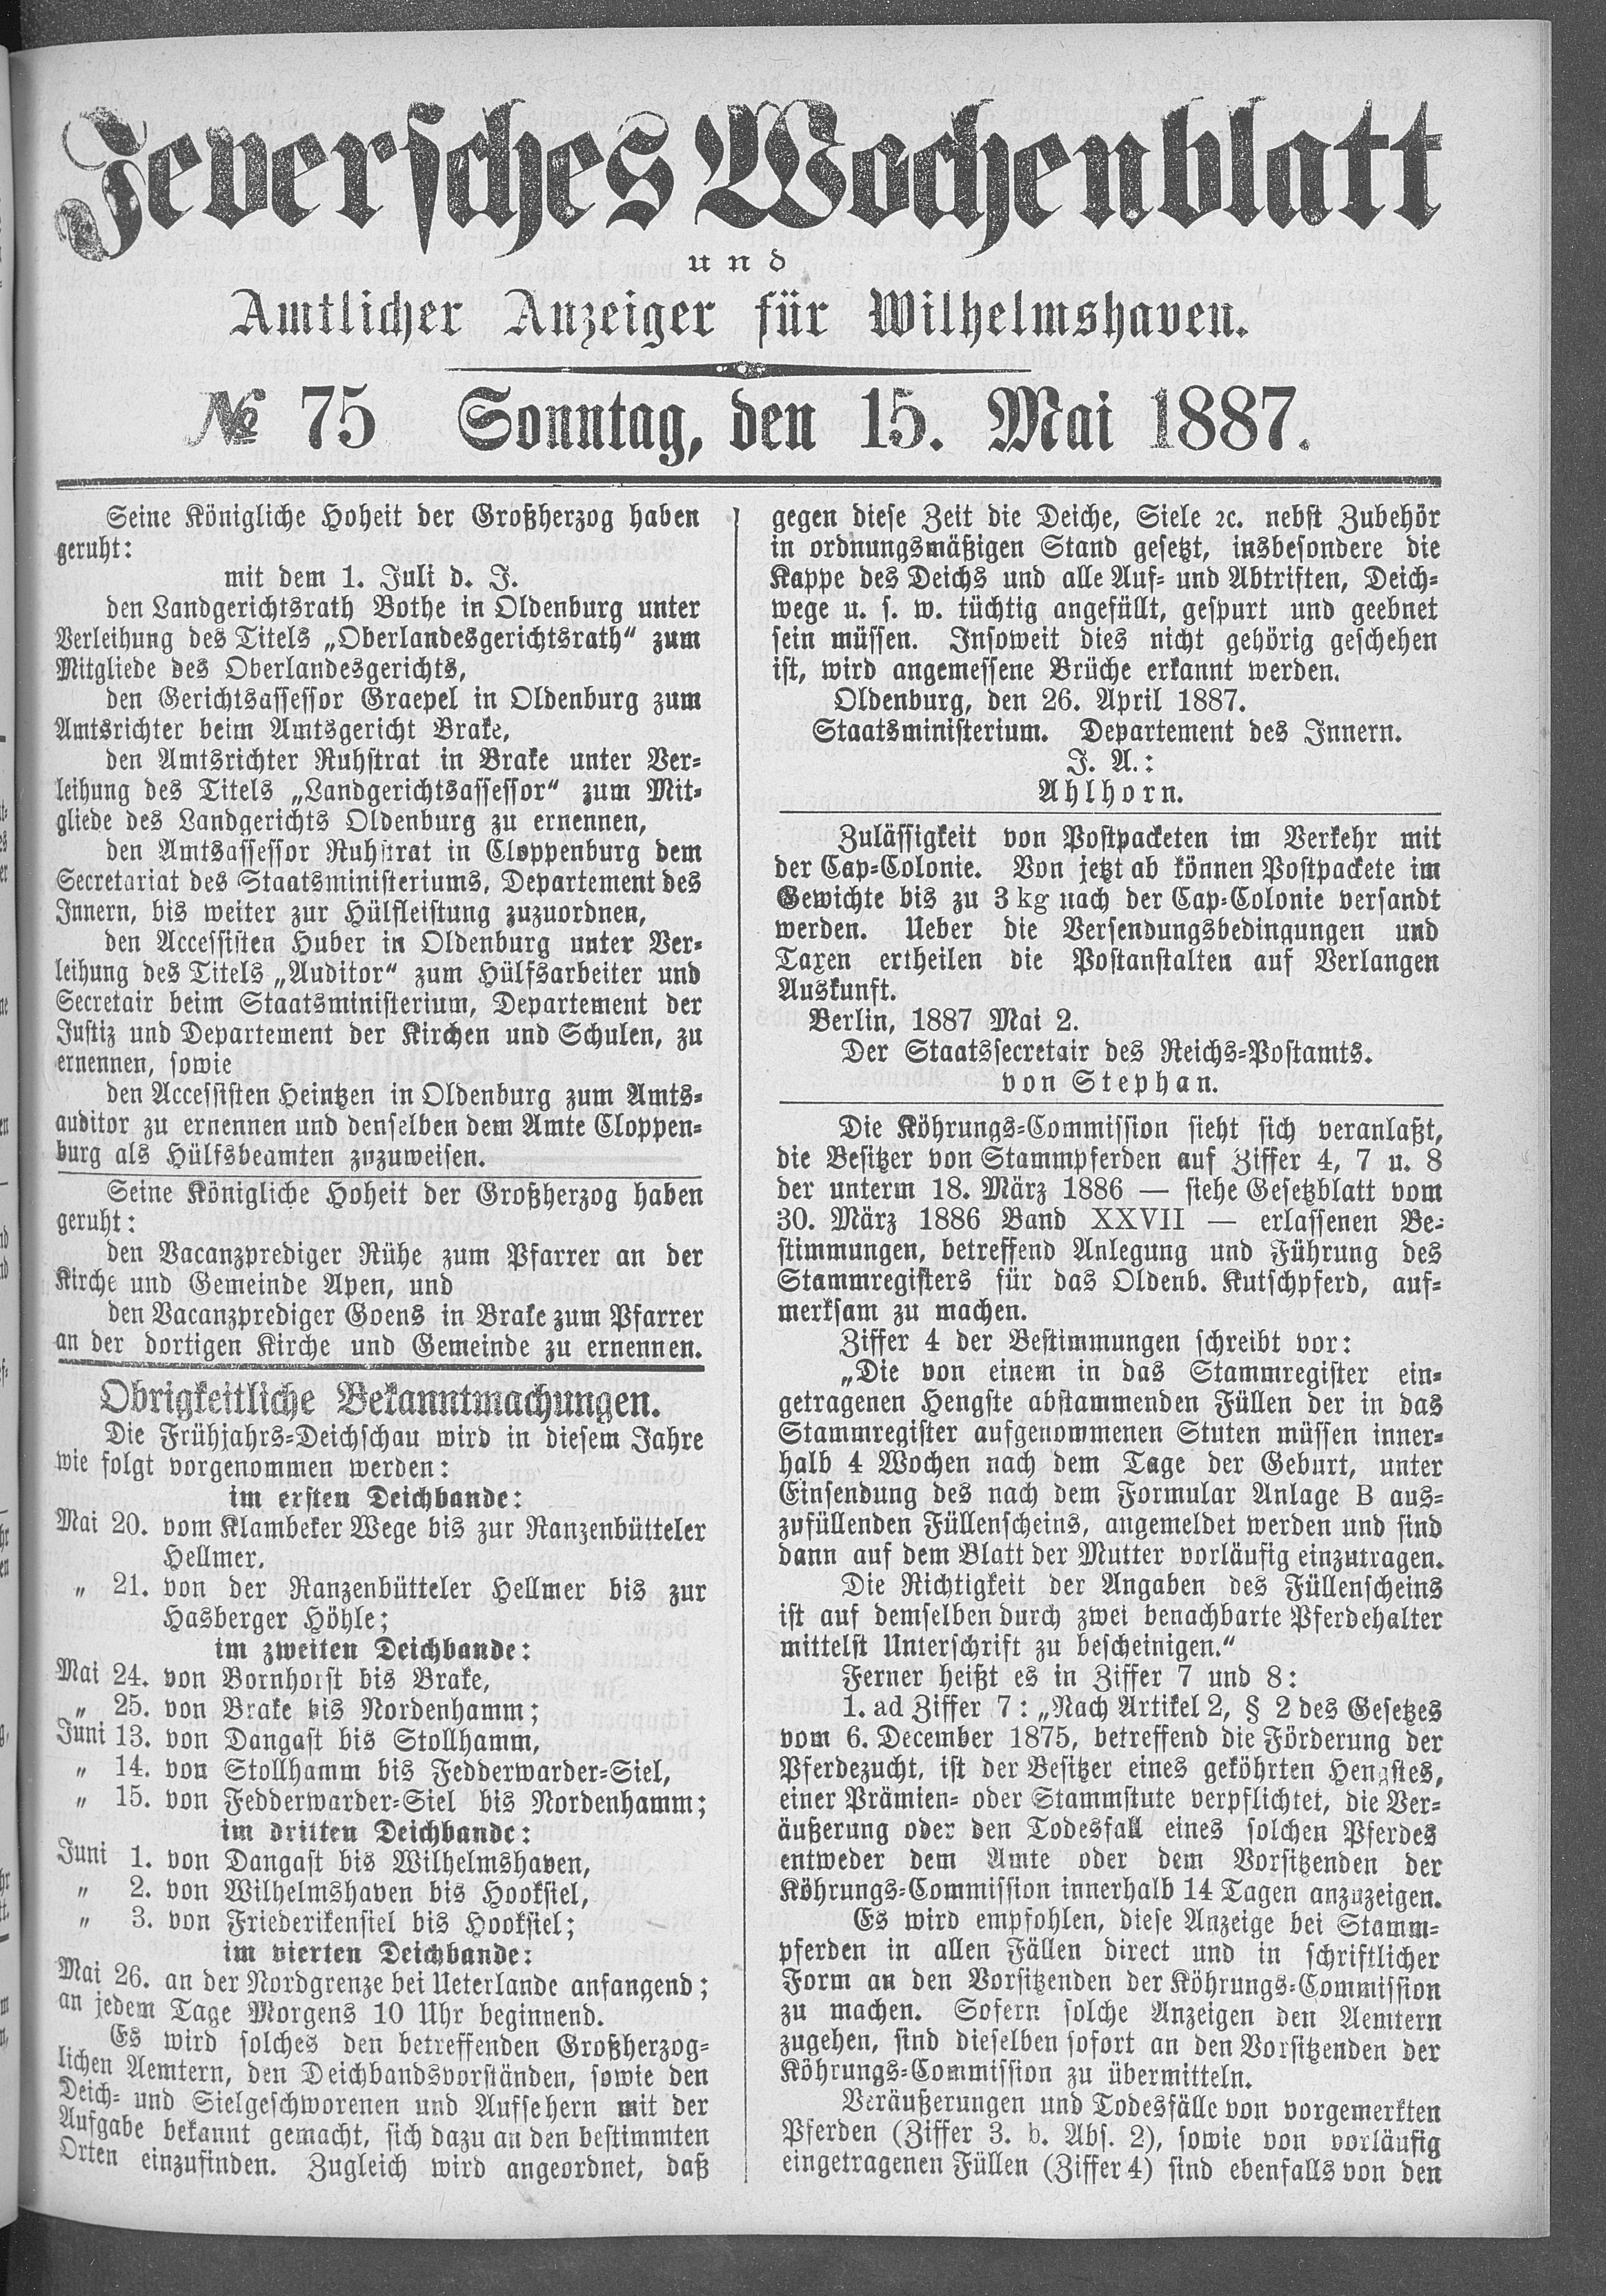 Jeversches Wochenblatt
und
Amtlicher Anzeiger für Wilhelmshaven.
№ 75 Sonntag, den 15. Mai 1887.
Seine Königliche Hoheit der Großherzog haben
geruht:
mit dem 1. Juli d. J.
den Landgerichtsrath Bothe in Oldenburg unter
Verleihung des Titels „Oberlandesgerichtsrath“ zum
Mitgliede des Oberlandesgerichts,
den Gerichtsassessor Graepel in Oldenburg zum
Amtsrichter beim Amtsgericht Brake,
den Amtsrichter Ruhstrat in Brake unter Ver-
leihung des Titels „Landgerichtsassessor“ zum Mit-
gliede des Landgerichts Oldenburg zu ernennen,
den Amtsassessor Ruhstrat in Cloppenburg dem
Secretariat des Staatsministeriums, Departement des
Innern, bis weiter zur Hülfleistung zuzuordnen,
den Accessisten Huber in Oldenburg unter Ver-
leihung des Titels „Auditor“ zum Hülfsarbeiter und
Secretair beim Staatsministerium, Departement der
Justiz und Departement der Kirchen und Schulen, zu
ernennen, sowie
den Accessisten Heintzen in Oldenburg zum Amts-
auditor zu ernennen und denselben dem Amte Cloppen-
burg als Hülfsbeamten zuzuweisen.
Seine Königliche Hoheit der Großherzog haben
geruht:
den Vacanzprediger Rühe zum Pfarrer an der
Kirche und Gemeinde Apen, und
den Vacanzprediger Goens in Brake zum Pfarrer
an der dortigen Kirche und Gemeinde zu ernennen.
Obrigkeitliche Bekanntmachungen.
Die Frühjahrs-Deichschau wird in diesem Jahre
wie folgt vorgenommen werden:
im ersten Deichbande:
Mai 20. vom Klambeker Wege bis zur Ranzenbütteler
Hellmer,
„ 21. von der Ranzenbütteler Hellmer bis zur
Hasberger Höhle;
im zweiten Deichbande:
Mai 24. von Bornhorst bis Brake,
„ 25. von Brake bis Nordenhamm;
Juni 13. von Dangast bis Stollhamm,
„ 14. von Stollhamm bis Fedderwarder-Siel,
„ 15. von Fedderwarder-Siel bis Nordenhamm;
im dritten Deichbande:
Juni 1. von Dangast bis Wilhelmshaven,
„ 2. von Wilhelmshaven bis Hooksiel,
„ 3. von Friederikensiel bis Hooksiel;
im vierten Deichbande:
Mai 26. an der Nordgrenze bei Ueterlande anfangend;
an jedem Tage Morgens 10 Uhr beginnend.
Es wird solches den betreffenden Großherzog-
lichen Aemtern, den Deichbandsvorständen, sowie den
Deich- und Sielgeschworenen und Aufsehern mit der
Aufgabe bekannt gemacht, sich dazu an den bestimmten
Orten einzufinden. Zugleich wird angeordnet, daß
gegen diese Zeit die Deiche, Siele ꝛc. nebst Zubehör
in ordnungsmäßigen Stand gesetzt, insbesondere die
Kappe des Deichs und alle Auf- und Abtriften, Deich-
wege u. s. w. tüchtig angefüllt, gespurt und geebnet
sein müssen. Insoweit dies nicht gehörig geschehen
ist, wird angemessene Brüche erkannt werden.
Oldenburg, den 26. April 1887.
Staatsministerium. Departement des Innern.
J. A.:
Ahlhorn.
Zulässigkeit von Postpacketen im Verkehr mit
der Cap-Colonie. Von jetzt ab können Postpackete im
Gewichte bis zu 3 kg nach der Cap-Colonie versandt
werden. Ueber die Versendungsbedingungen und
Taxen ertheilen die Postanstalten auf Verlangen
Auskunft.
Berlin, 1887 Mai 2.
Der Staatssecretair des Reichs-Postamts.
von Stephan.
Die Köhrungs-Commission sieht sich veranlaßt,
die Besitzer von Stammpferden auf Ziffer 4, 7 u. 8
der unterm 18. März 1886 — siehe Gesetzblatt vom
30. März 1886 Band XXVII — erlassenen Be-
stimmungen, betreffend Anlegung und Führung des
Stammregisters für das Oldenb. Kutschpferd, auf-
merksam zu machen.
Ziffer 4 der Bestimmungen schreibt vor:
„Die von einem in das Stammregister ein-
getragenen Hengste abstammenden Füllen der in das
Stammregister aufgenommenen Stuten müssen inner-
halb 4 Wochen nach dem Tage der Geburt, unter
Einsendung des nach dem Formular Anlage B aus-
zufüllenden Füllenscheins, angemeldet werden und sind
dann auf dem Blatt der Mutter vorläufig einzutragen.
Die Richtigkeit der Angaben des Füllenscheins
ist auf demselben durch zwei benachbarte Pferdehalter
mittelst Unterschrift zu bescheinigen.“
Ferner heißt es in Ziffer 7 und 8:
1. ad Ziffer 7: „Nach Artikel 2, § 2 des Gesetzes
vom 6. December 1875, betreffend die Förderung der
Pferdezucht, ist der Besitzer eines geköhrten Hengstes,
einer Prämien- oder Stammstute verpflichtet, die Ver-
äußerung oder den Todesfall eines solchen Pferdes
entweder dem Amte oder dem Vorsitzenden der
Köhrungs-Commission innerhalb 14 Tagen anzuzeigen.
Es wird empfohlen, diese Anzeige bei Stamm-
pferden in allen Fällen direct und in schriftlicher
Form an den Vorsitzenden der Köhrungs-Commission
zu machen. Sofern solche Anzeigen den Aemtern
zugehen, sind dieselben sofort an den Vorsitzenden der
Köhrungs-Commission zu übermitteln.
Veräußerungen und Todesfälle von vorgemerkten
Pferden (Ziffer 3. b. Abs. 2), sowie von vorläufig
eingetragenen Füllen (Ziffer 4) sind ebenfalls von den